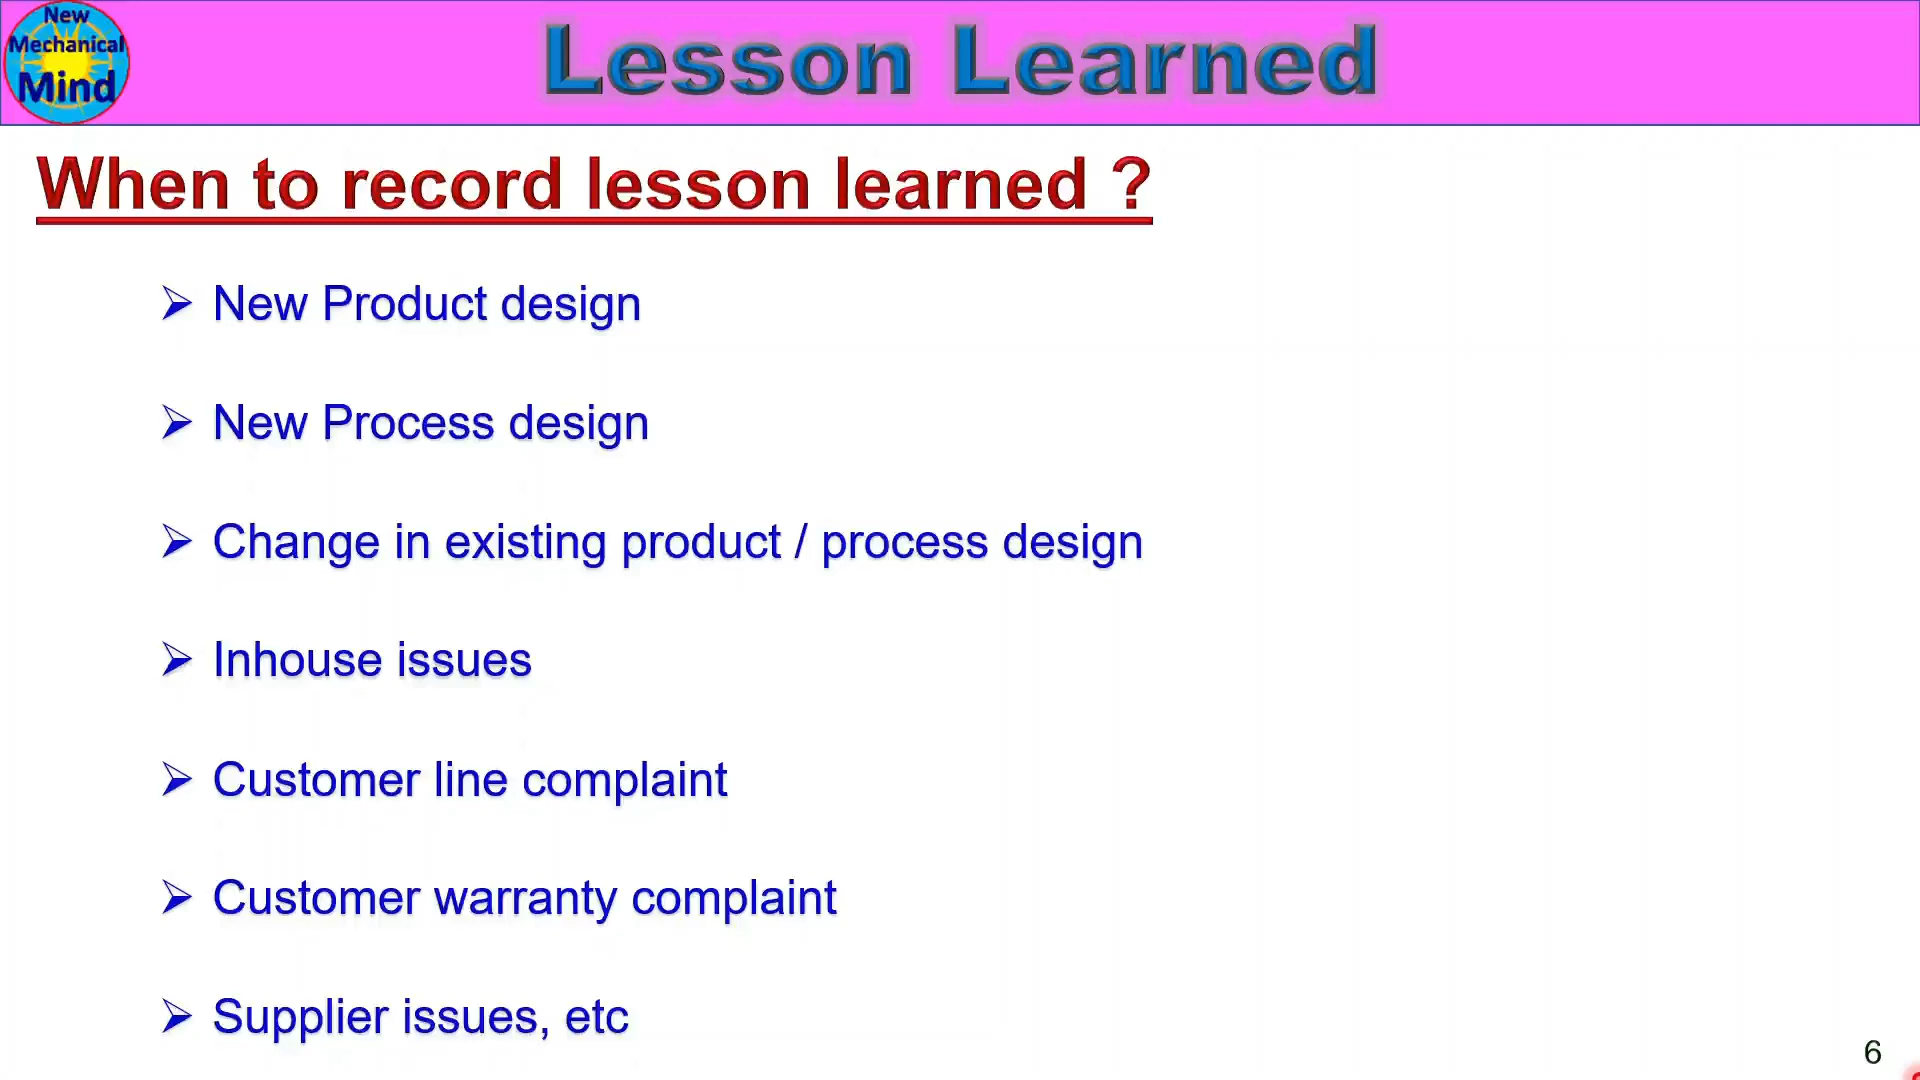 New
Mechanical
Mind
Lesson Learned
When to record lesson learned ?
➢ New Product design
➢ New Process design
➢ Change in existing product / process design
➢ Inhouse issues
➢ Customer line complaint
➢ Customer warranty complaint
➢ Supplier issues, etc
6